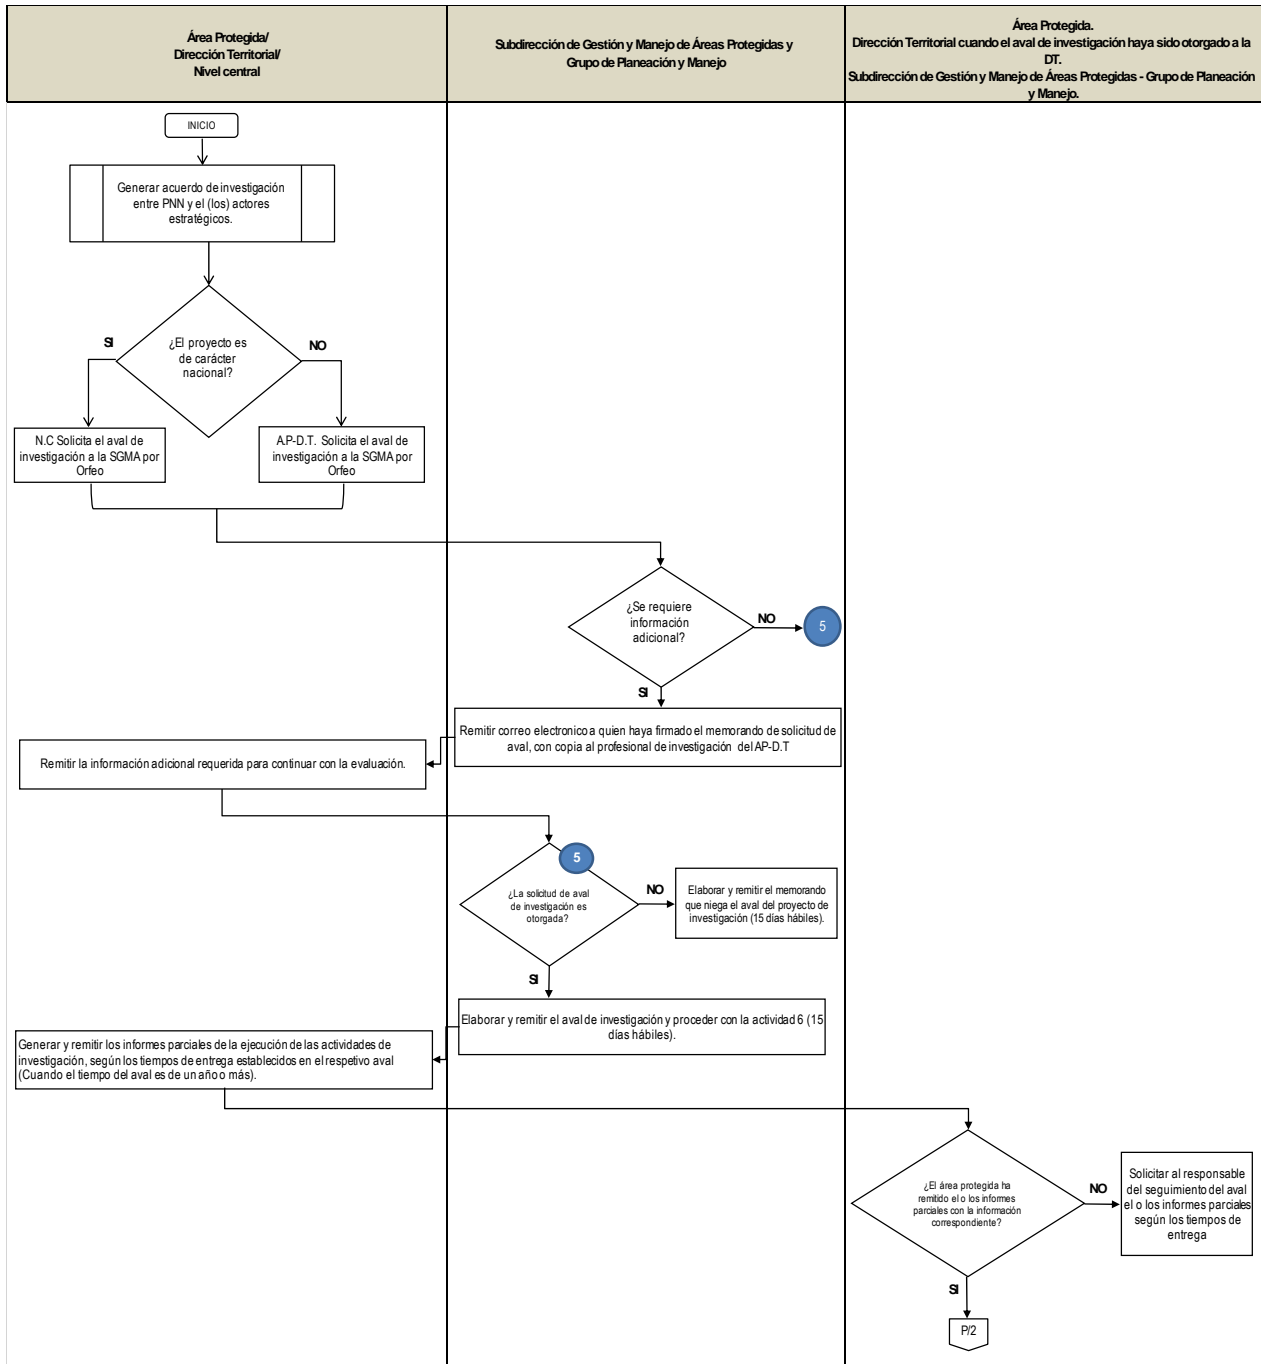 Área Protegida/
Dirección Territorial/
Nivel central
Subdirección de Gestión y Manejo de Áreas Protegidas y
Grupo de Planeación y Manejo
Área Protegida.
Dirección Territorial cuando el aval de investigación haya sido otorgado a la
DT.
Subdirección de Gestión y Manejo de Áreas Protegidas - Grupo de Planeación
y Manejo.
INICIO
Generar acuerdo de investigación
entre PNN y el (los) actores
estratégicos.
¿El proyecto es
de carácter
nacional?
SI
NO
N.C Solicita el aval de
investigación a la SGMA por
Orfeo
A.P-D.T. Solicita el aval de
investigación a la SGMA por
Orfeo
¿Se requiere
información
adicional?
NO
5
SI
Remitir correo electronico a quien haya firmado el memorando de solicitud de
aval, con copia al profesional de investigación del AP-D.T
Remitir la información adicional requerida para continuar con la evaluación.
5
¿La solicitud de aval
de investigación es
otorgada?
NO
Elaborar y remitir el memorando
que niega el aval del proyecto de
investigación (15 días hábiles).
SI
Elaborar y remitir el aval de investigación y proceder con la actividad 6 (15
días hábiles).
Generar y remitir los informes parciales de la ejecución de las actividades de
investigación, según los tiempos de entrega establecidos en el respetivo aval
(Cuando el tiempo del aval es de un año o más).
¿El área protegida ha
remitido el o los informes
parciales con la información
correspondiente?
NO
Solicitar al responsable
del seguimiento del aval
el o los informes parciales
según los tiempos de
entrega
SI
P/2